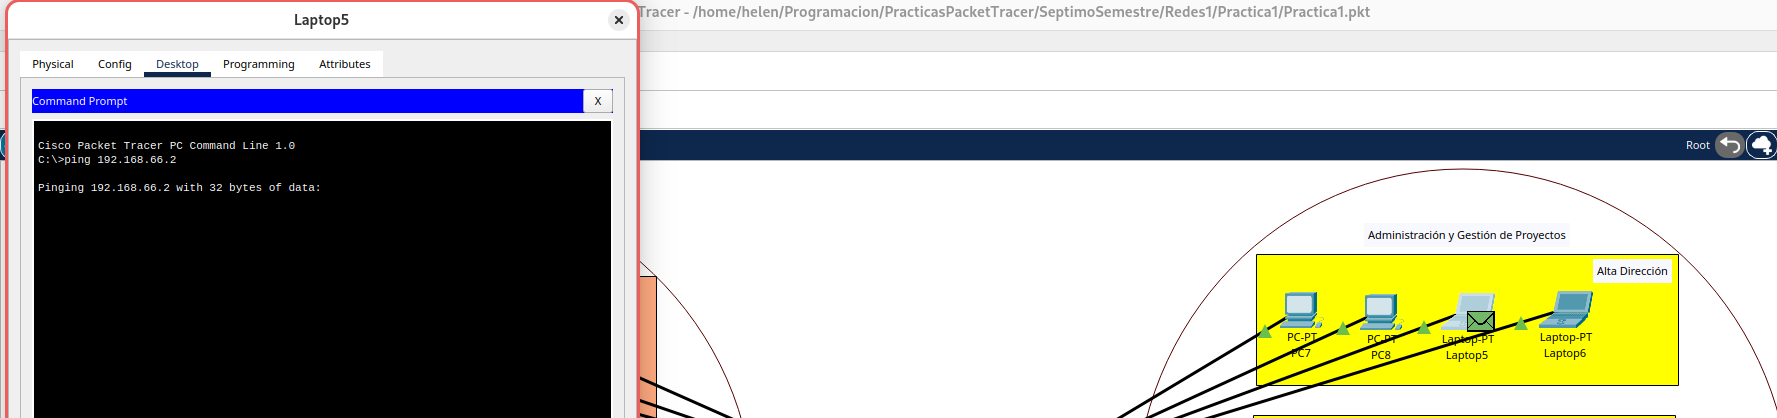 Laptop5
Tracer - /home/helen/Programacion/PracticasPacketTracer/SeptimoSemestre/Redes1/Practica1/Practica1.pkt
Physical Config Desktop Programming Attributes
Command Prompt
X
Cisco Packet Tracer PC Command Line 1.0
C:\>ping 192.168.66.2
Pinging 192.168.66.2 with 32 bytes of data:
Root
Administración y Gestión de Proyectos
Alta Dirección
PC-PT
PC7
PC-PT
PC8
Laptop-PT
Laptop5
Laptop-PT
Laptop6